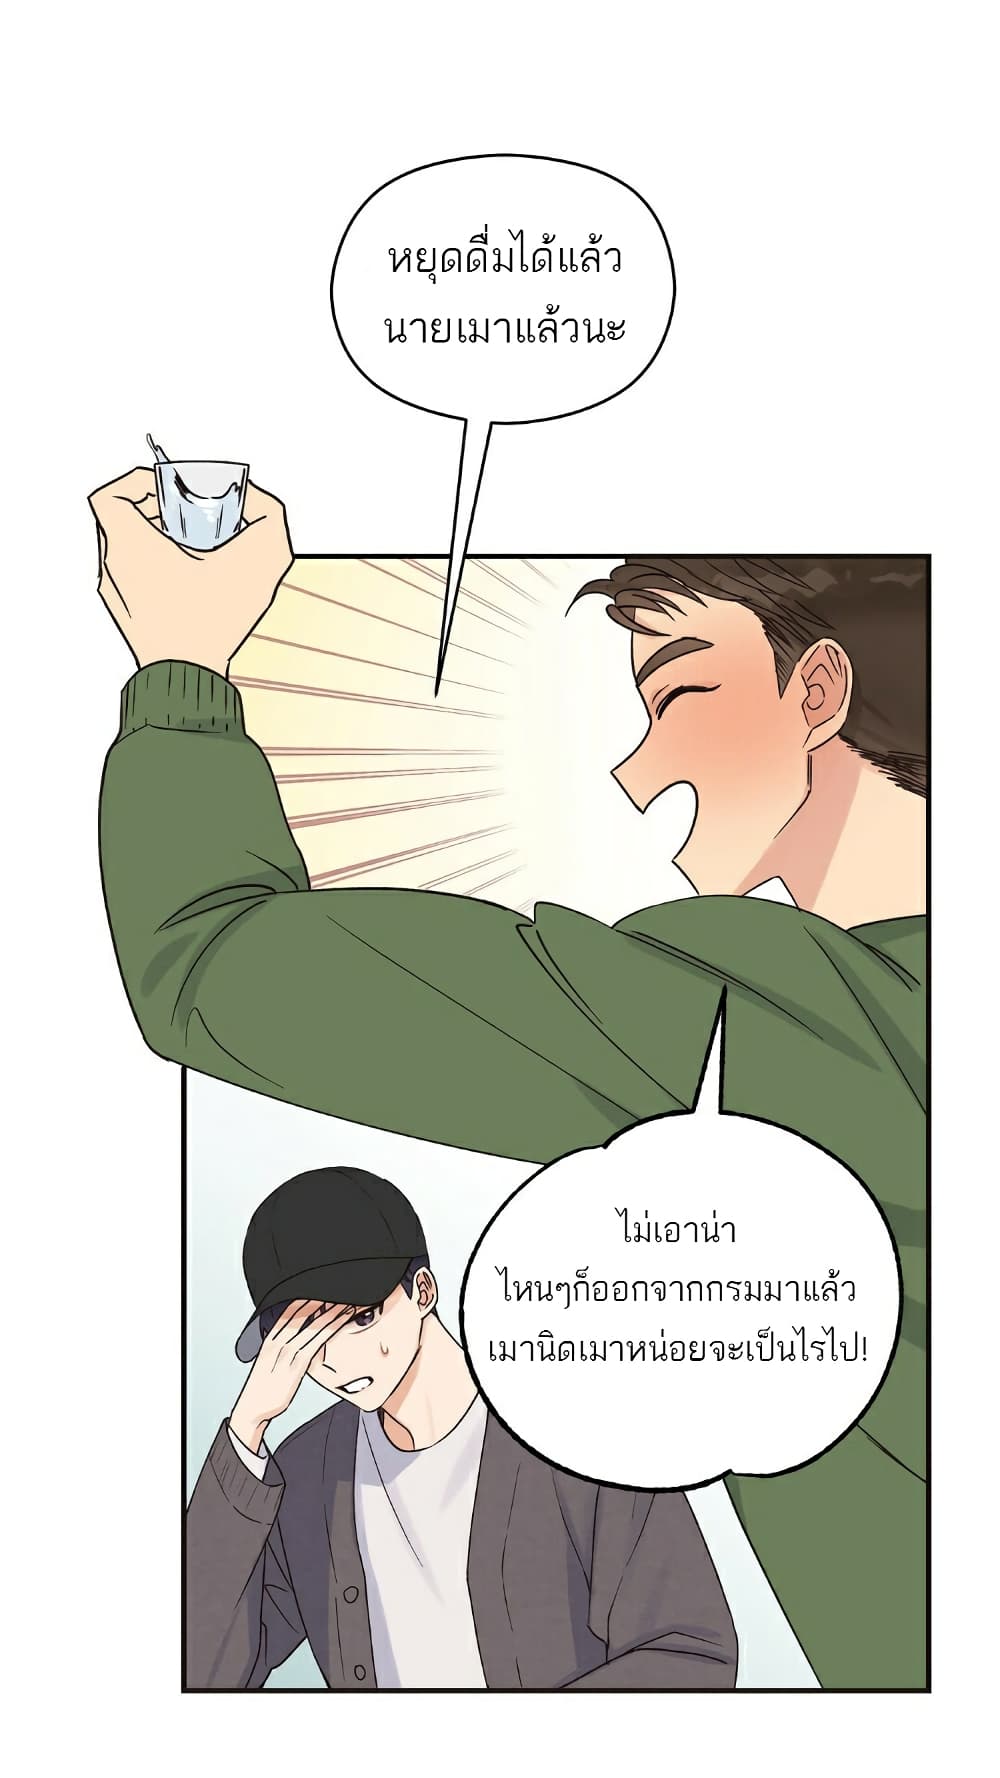 หยุดดื่มได้แล้ว
นายเมาแล้วนะ
ไม่เอาน่า
ไหนๆก็ออกจากกรมมาแล้ว
เมานิดเมาหน่อยจะเป็นไรไป!